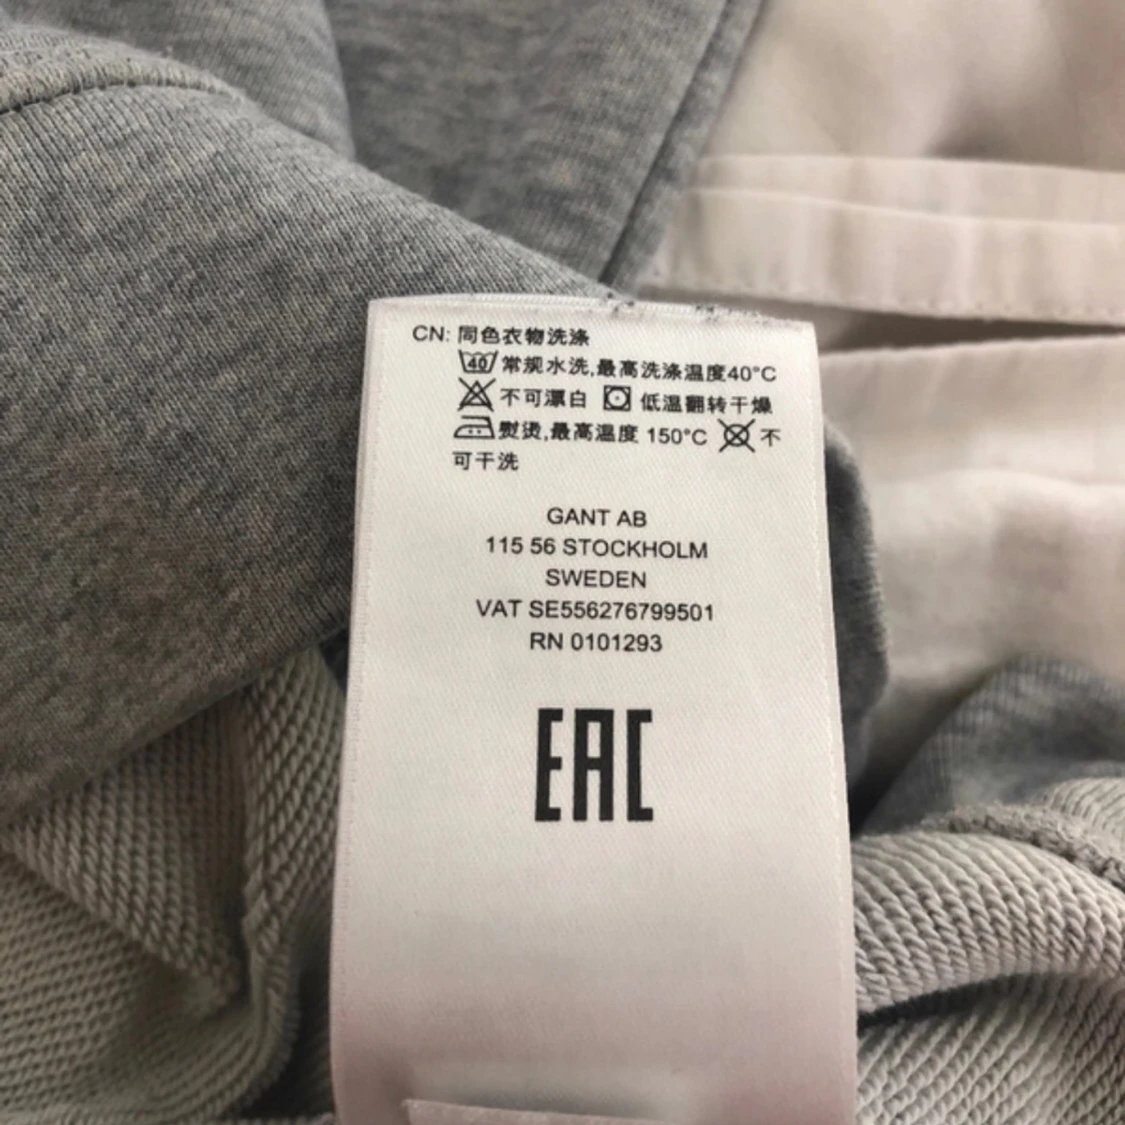 CN: 同色衣物洗涤
40 常规水洗,最高洗涤温度40°C
不可漂白 低温翻转干燥
熨烫,最高温度 150°C 不
可干洗
GANT AB
115 56 STOCKHOLM
SWEDEN
VAT SE556276799501
RN 0101293
EAC